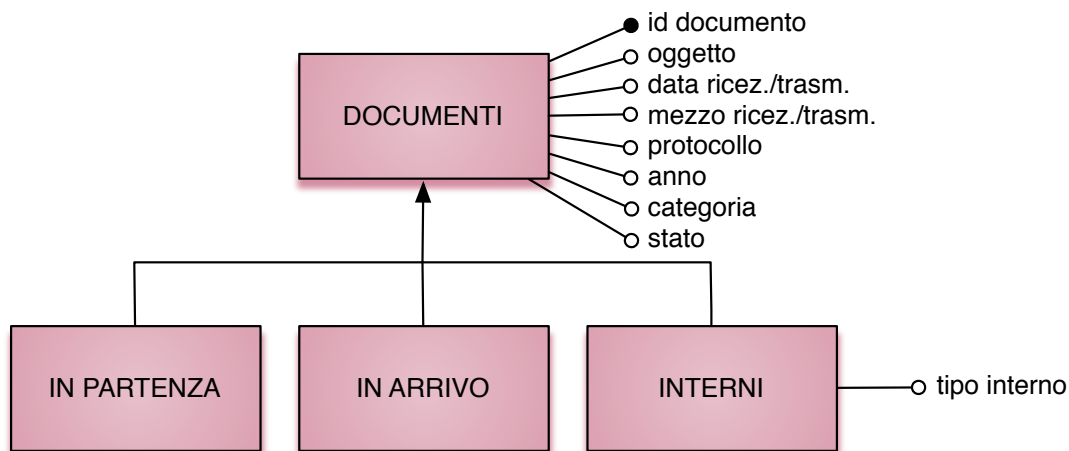 id documento
oggetto
data ricez./trasm.
DOCUMENTI
mezzo ricez./trasm.
protocollo
anno
categoria
stato
IN PARTENZA
IN ARRIVO
INTERNI
tipo interno